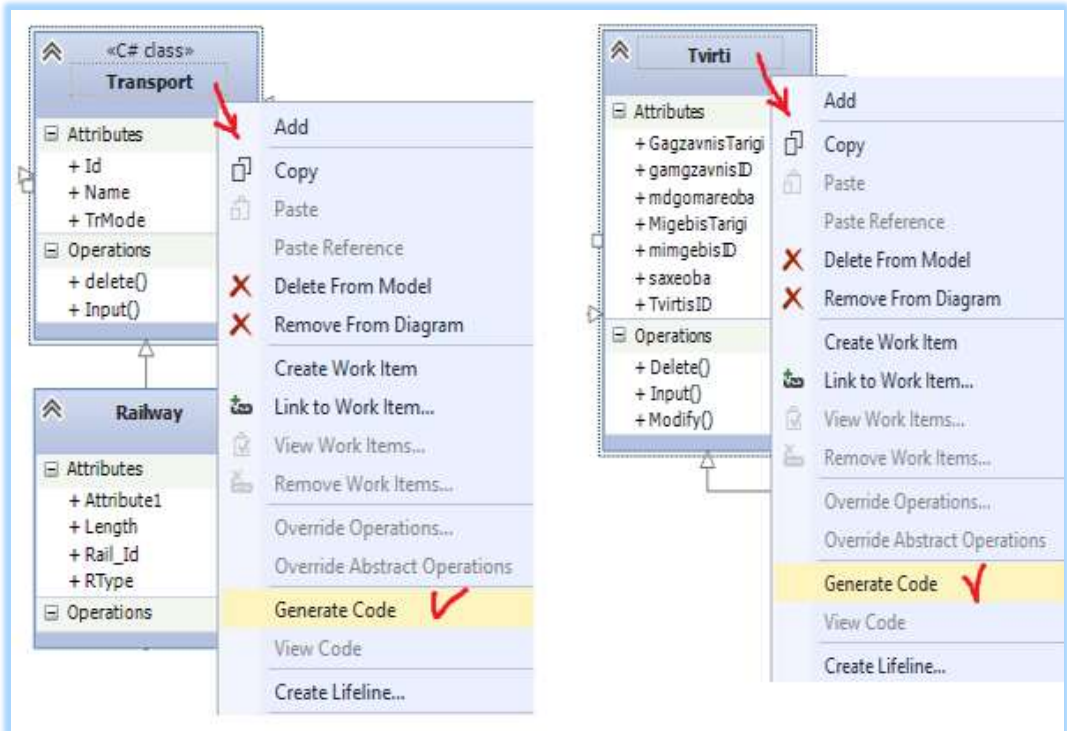 «C# class»
Transport
Attributes
+ Id
+ Name
+ TrMode
Operations
+ delete()
+ Input()
Railway
Attributes
+ Attribute1
+ Length
+ Rail_Id
+ RType
Operations
Add
Copy
Paste
Paste Reference
Delete From Model
Remove From Diagram
Create Work Item
Link to Work Item...
View Work Items...
Remove Work Items...
Override Operations...
Override Abstract Operations
Generate Code
View Code
Create Lifeline...
Tvirti
Attributes
+ GagzavnisTarigi
+ gamgzavnisID
+ mdgomareoba
+ MigebisTarigi
+ mimgebisID
+ saxeoba
+ TvirtisID
Operations
+ Delete()
+ Input()
+ Modify()
Add
Copy
Paste
Paste Reference
Delete From Model
Remove From Diagram
Create Work Item
Link to Work Item...
View Work Items...
Remove Work Items...
Override Operations...
Override Abstract Operations
Generate Code
View Code
Create Lifeline...